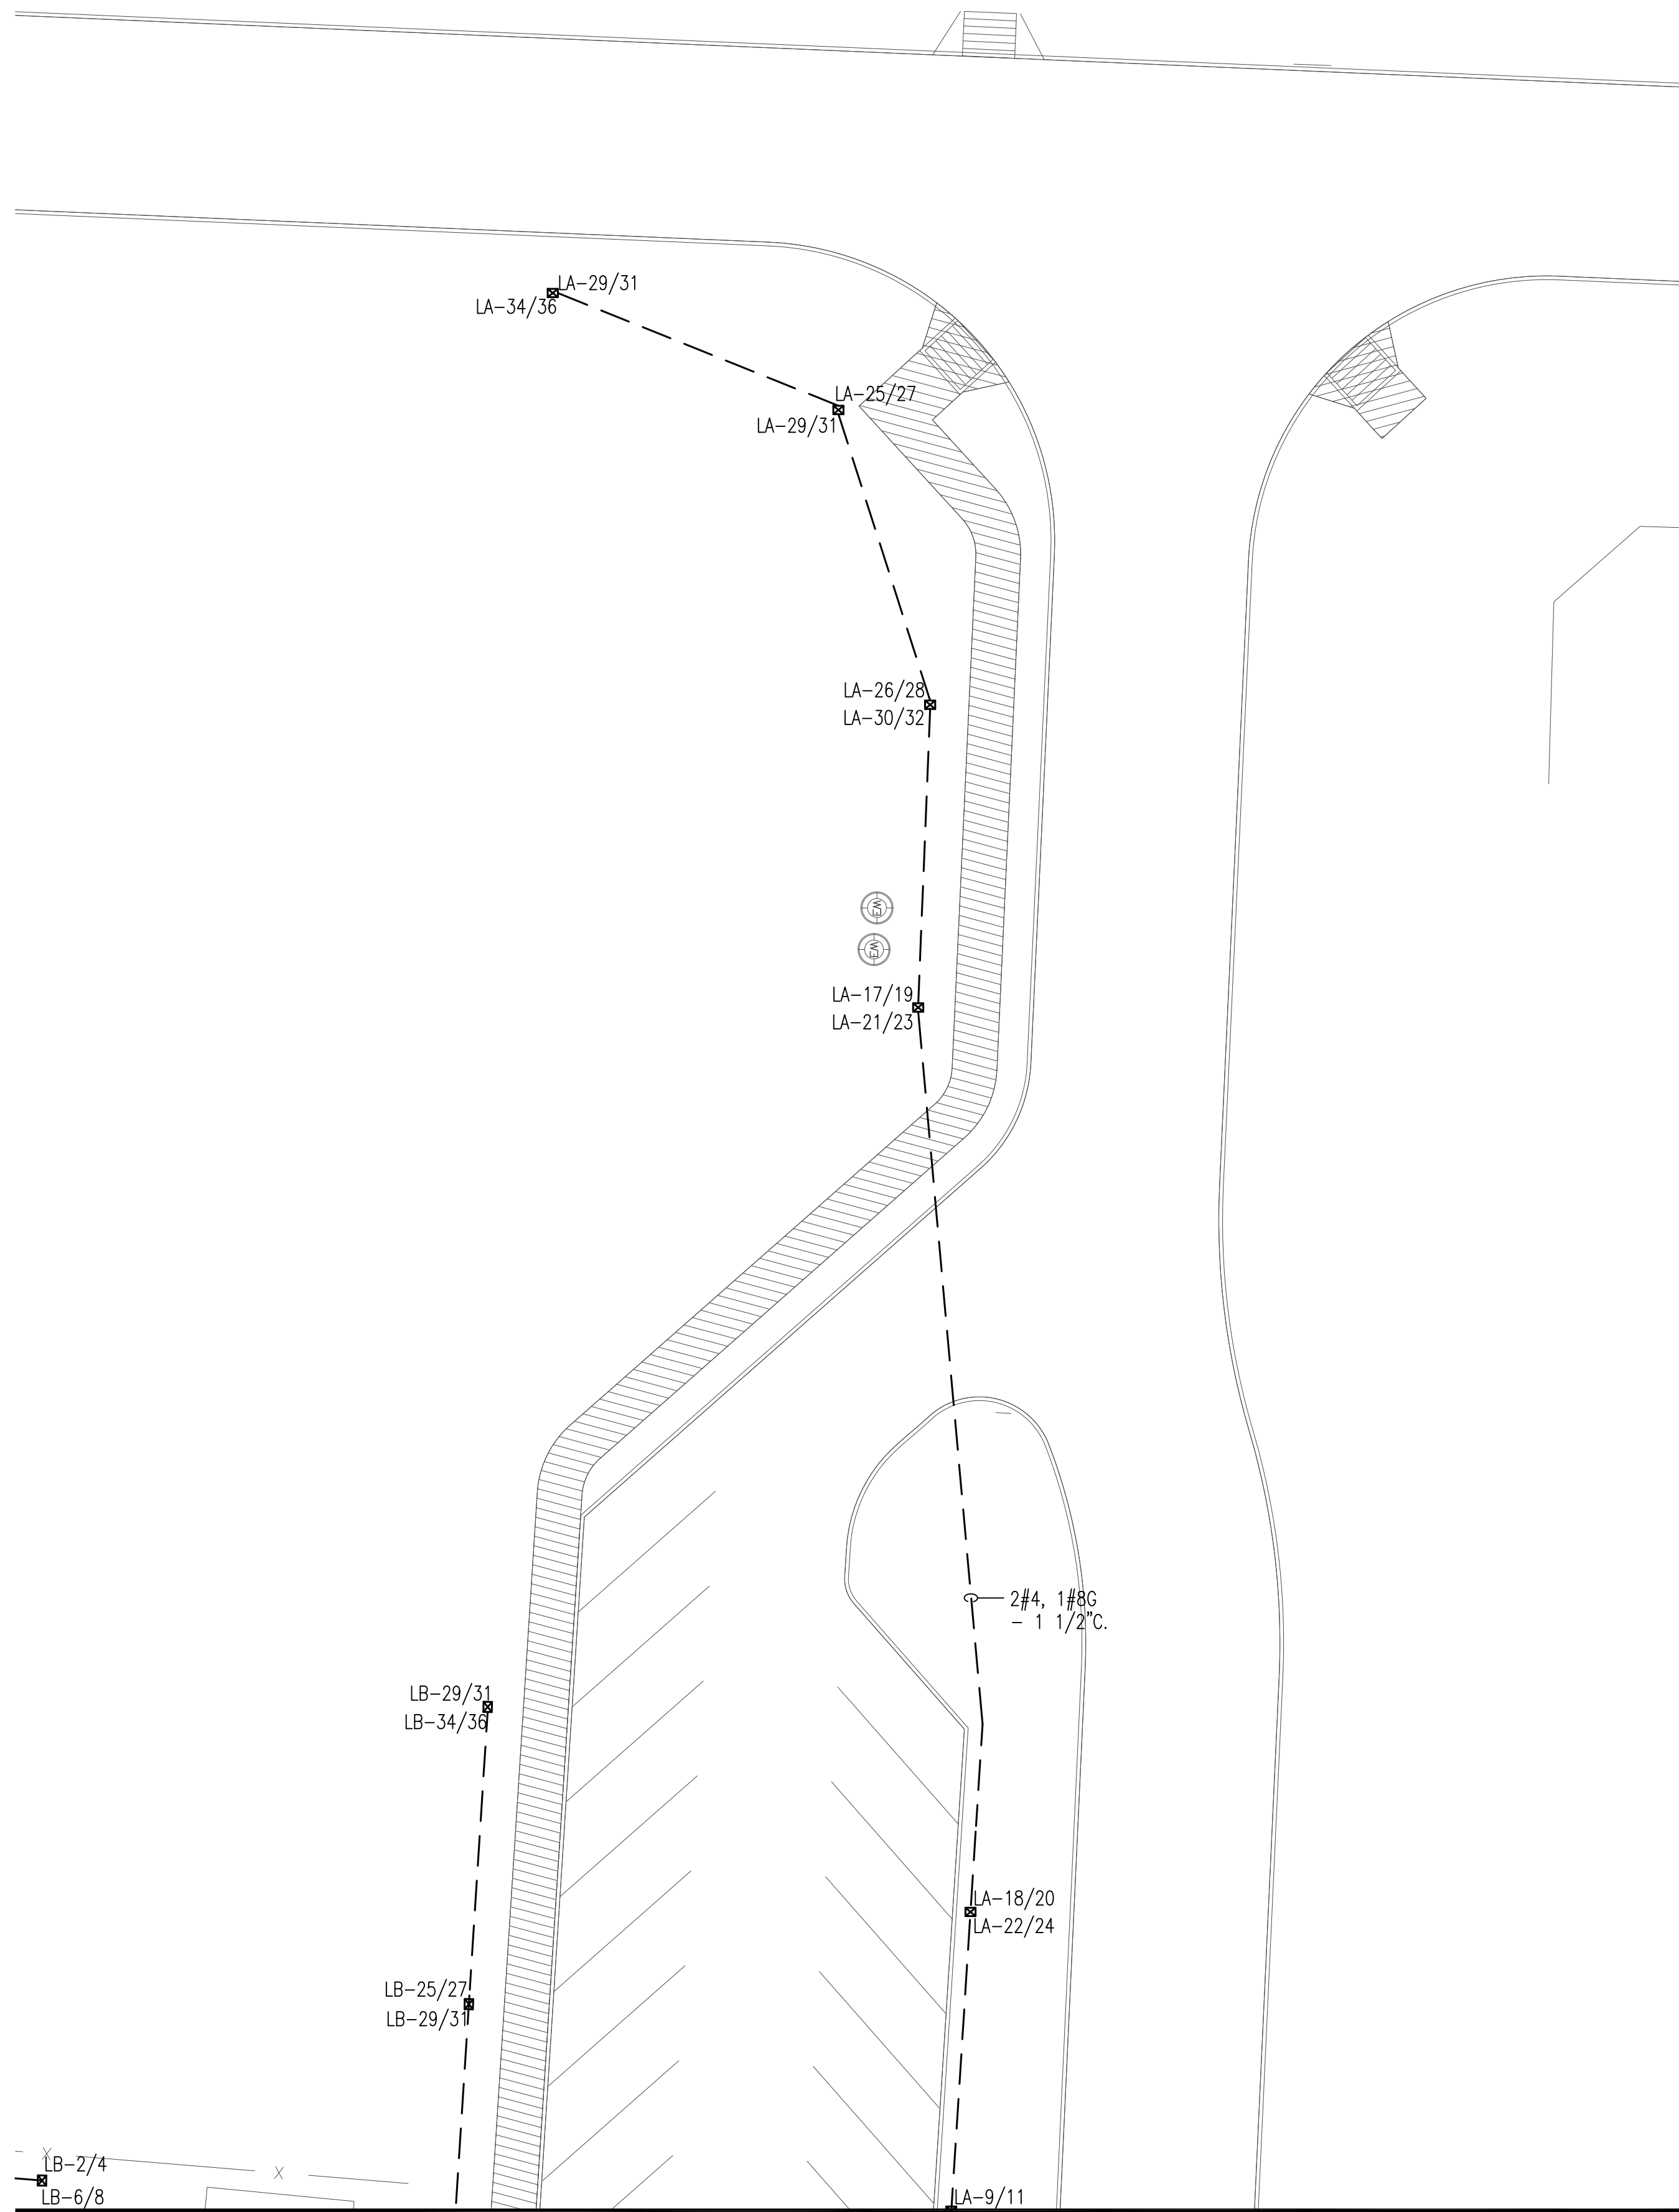 LA-29/31
LA-34/36
LA-25/27
LA-29/31
LA-26/28
LA-30/32
W3
W3
LA-17/19
LA-21/23
2#4, 1#8G
- 1 1/2"C.
LB-29/31
LB-34/36
LA-18/20
LA-22/24
LB-25/27
LB-29/31
X
X
LB-2/4
LB-6/8
LA-9/11